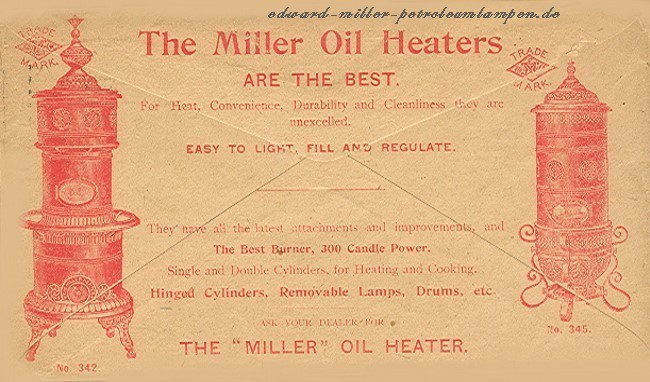 edward-miller-petroleumlampen.de
TRADE
MARK.
The Miller Oil Heaters
TRADE
MARK.
ARE THE BEST.
For Heat, Convenience, Durability and Cleanliness they are
unexcelled.
EASY TO LIGHT, FILL AND REGULATE.
They have all the latest attachments and improvements, and
The Best Burner, 300 Candle Power.
Single and Double Cylinders, for Heating and Cooking.
Hinged Cylinders, Removable Lamps, Drums, etc.
ASK YOUR DEALER FOR
THE "MILLER" OIL HEATER.
No. 342
No. 345.